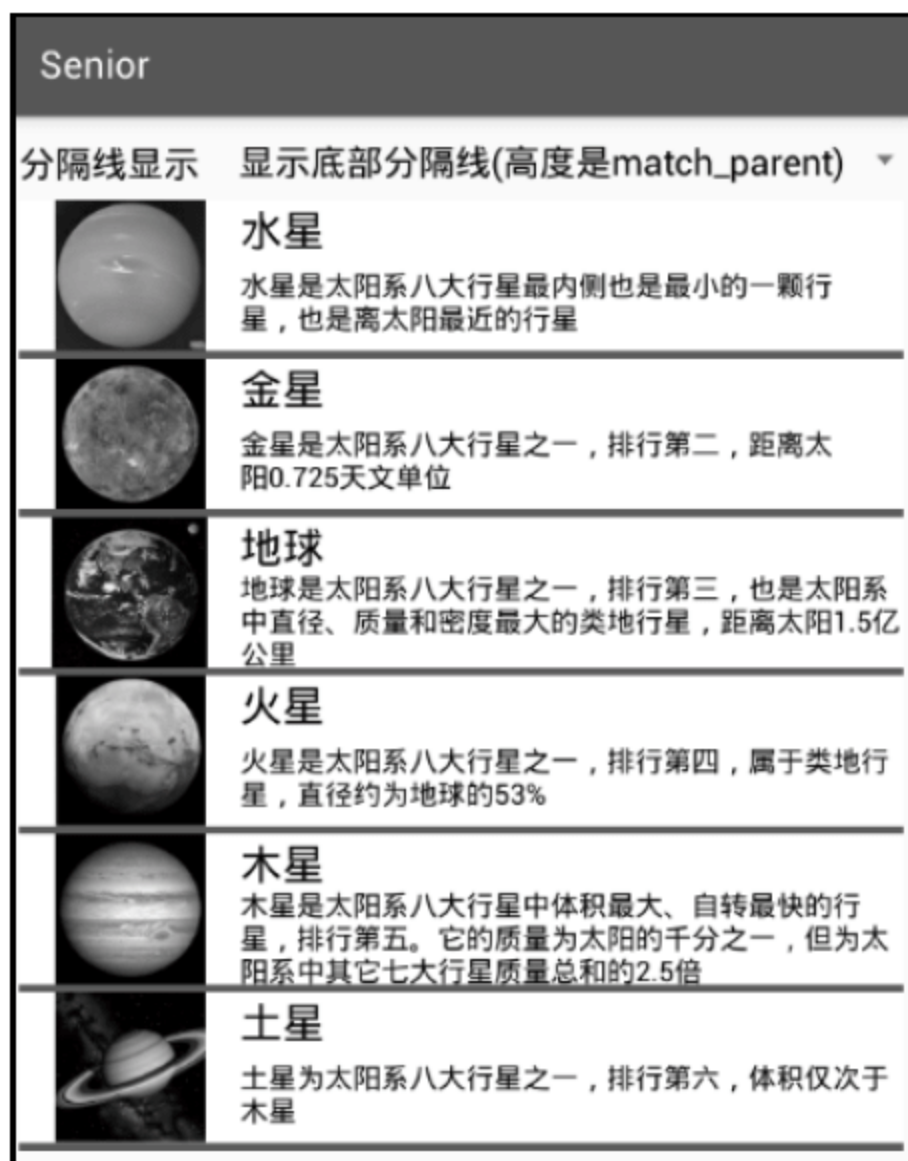 Senior
分隔线显示 显示底部分隔线(高度是match_parent)
水星
水星是太阳系八大行星最内侧也是最小的一颗行
星，也是离太阳最近的行星
金星
金星是太阳系八大行星之一，排行第二，距离太
阳0.725天文单位
地球
地球是太阳系八大行星之一，排行第三，也是太阳系
中直径、质量和密度最大的类地行星，距离太阳1.5亿
公里
火星
火星是太阳系八大行星之一，排行第四，属于类地行
星，直径约为地球的53%
木星
木星是太阳系八大行星中体积最大、自转最快的行
星，排行第五。它的质量为太阳的千分之一，但为太
阳系中其它七大行星质量总和的2.5倍
土星
土星为太阳系八大行星之一，排行第六，体积仅次于
木星